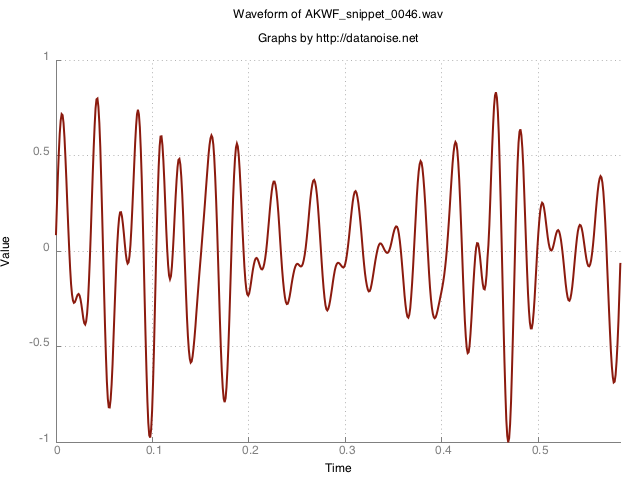 Waveform of AKWF_snippet_0046.wav
Graphs by http://datanoise.net
1
0.5
0
-0.5
-1
Value
0 0.1 0.2 0.3 0.4 0.5
Time